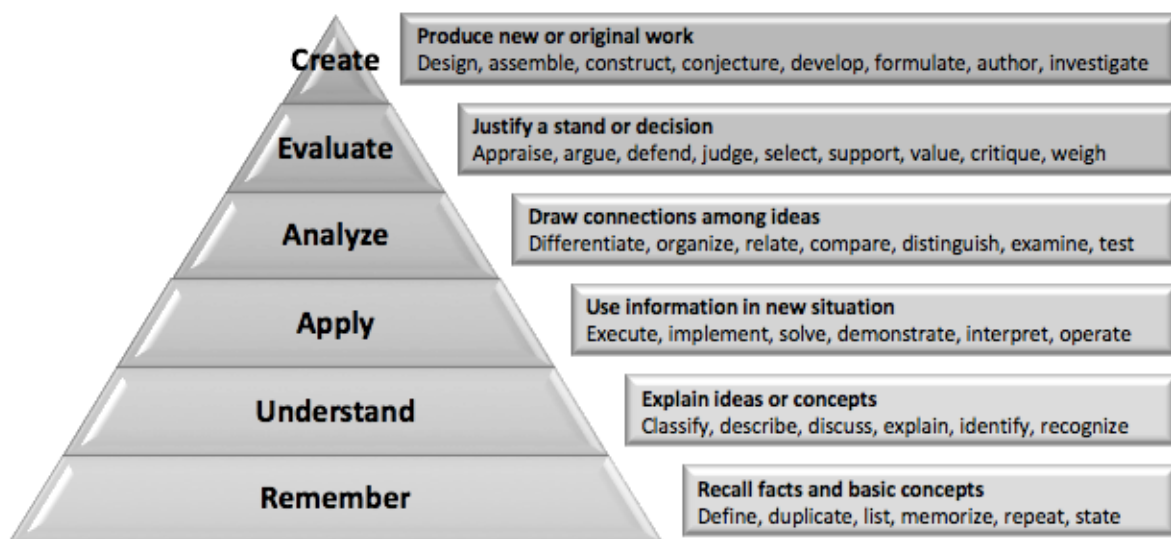 Create
Produce new or original work
Design, assemble, construct, conjecture, develop, formulate, author, investigate
Evaluate
Justify a stand or decision
Appraise, argue, defend, judge, select, support, value, critique, weigh
Analyze
Draw connections among ideas
Differentiate, organize, relate, compare, distinguish, examine, test
Apply
Use information in new situation
Execute, implement, solve, demonstrate, interpret, operate
Understand
Explain ideas or concepts
Classify, describe, discuss, explain, identify, recognize
Remember
Recall facts and basic concepts
Define, duplicate, list, memorize, repeat, state